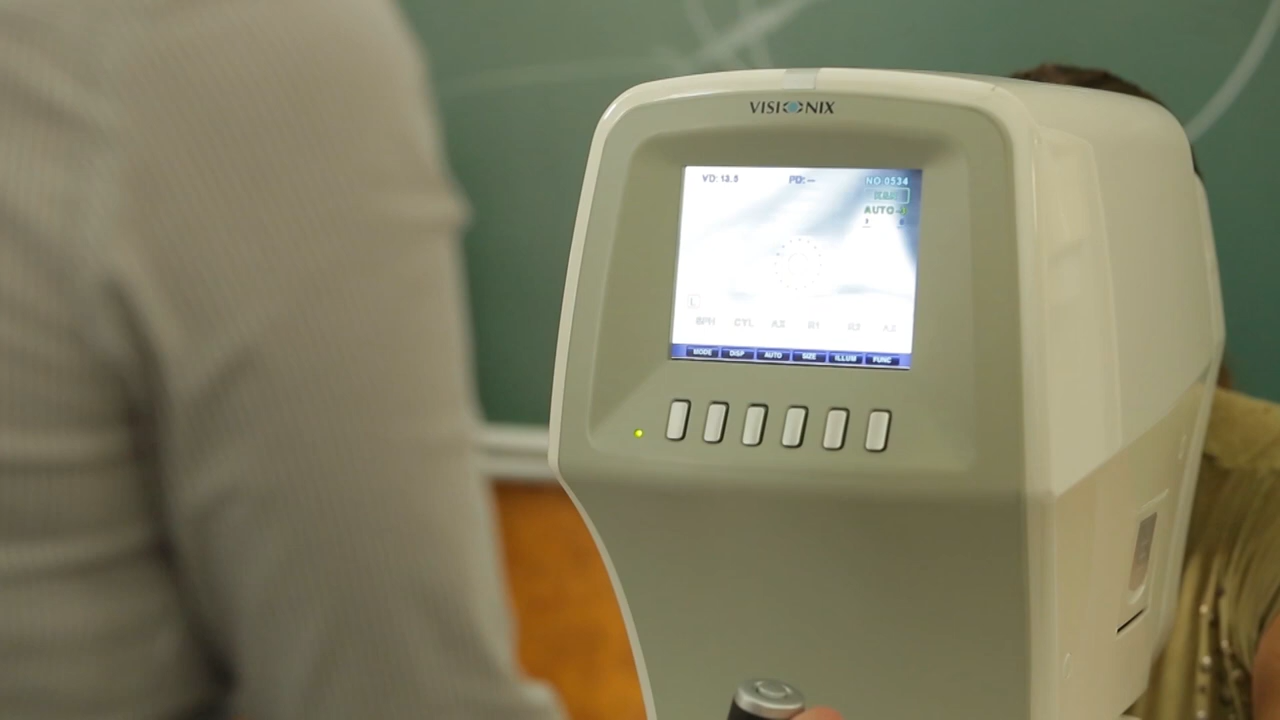 VISIONIX
VD: 13.5 PD: -- NO 0534
K&R
AUTO
L
SPH CYL AX R1 R2 AX
MODE DISP AUTO SIZE ILLUM FUNC